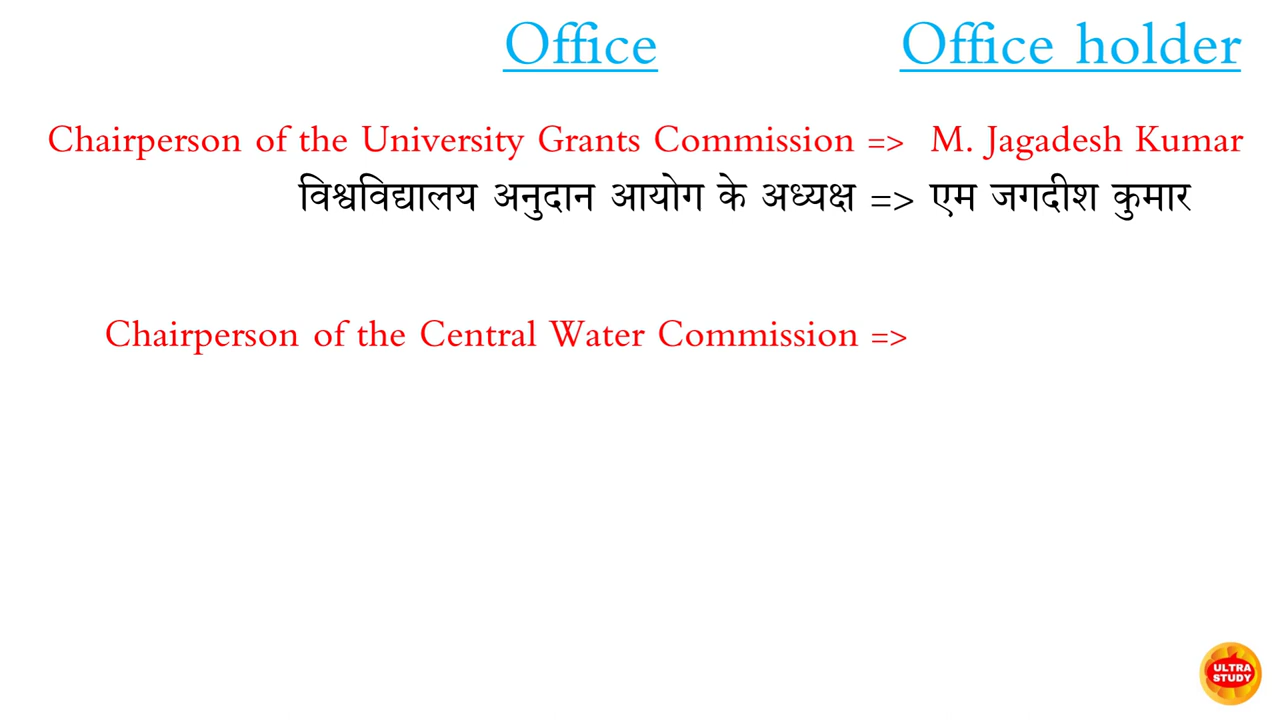 Office Office holder
Chairperson of the University Grants Commission => M. Jagadesh Kumar
विश्वविद्यालय अनुदान आयोग के अध्यक्ष => एम जगदीश कुमार
Chairperson of the Central Water Commission =>
ULTRA
STUDY